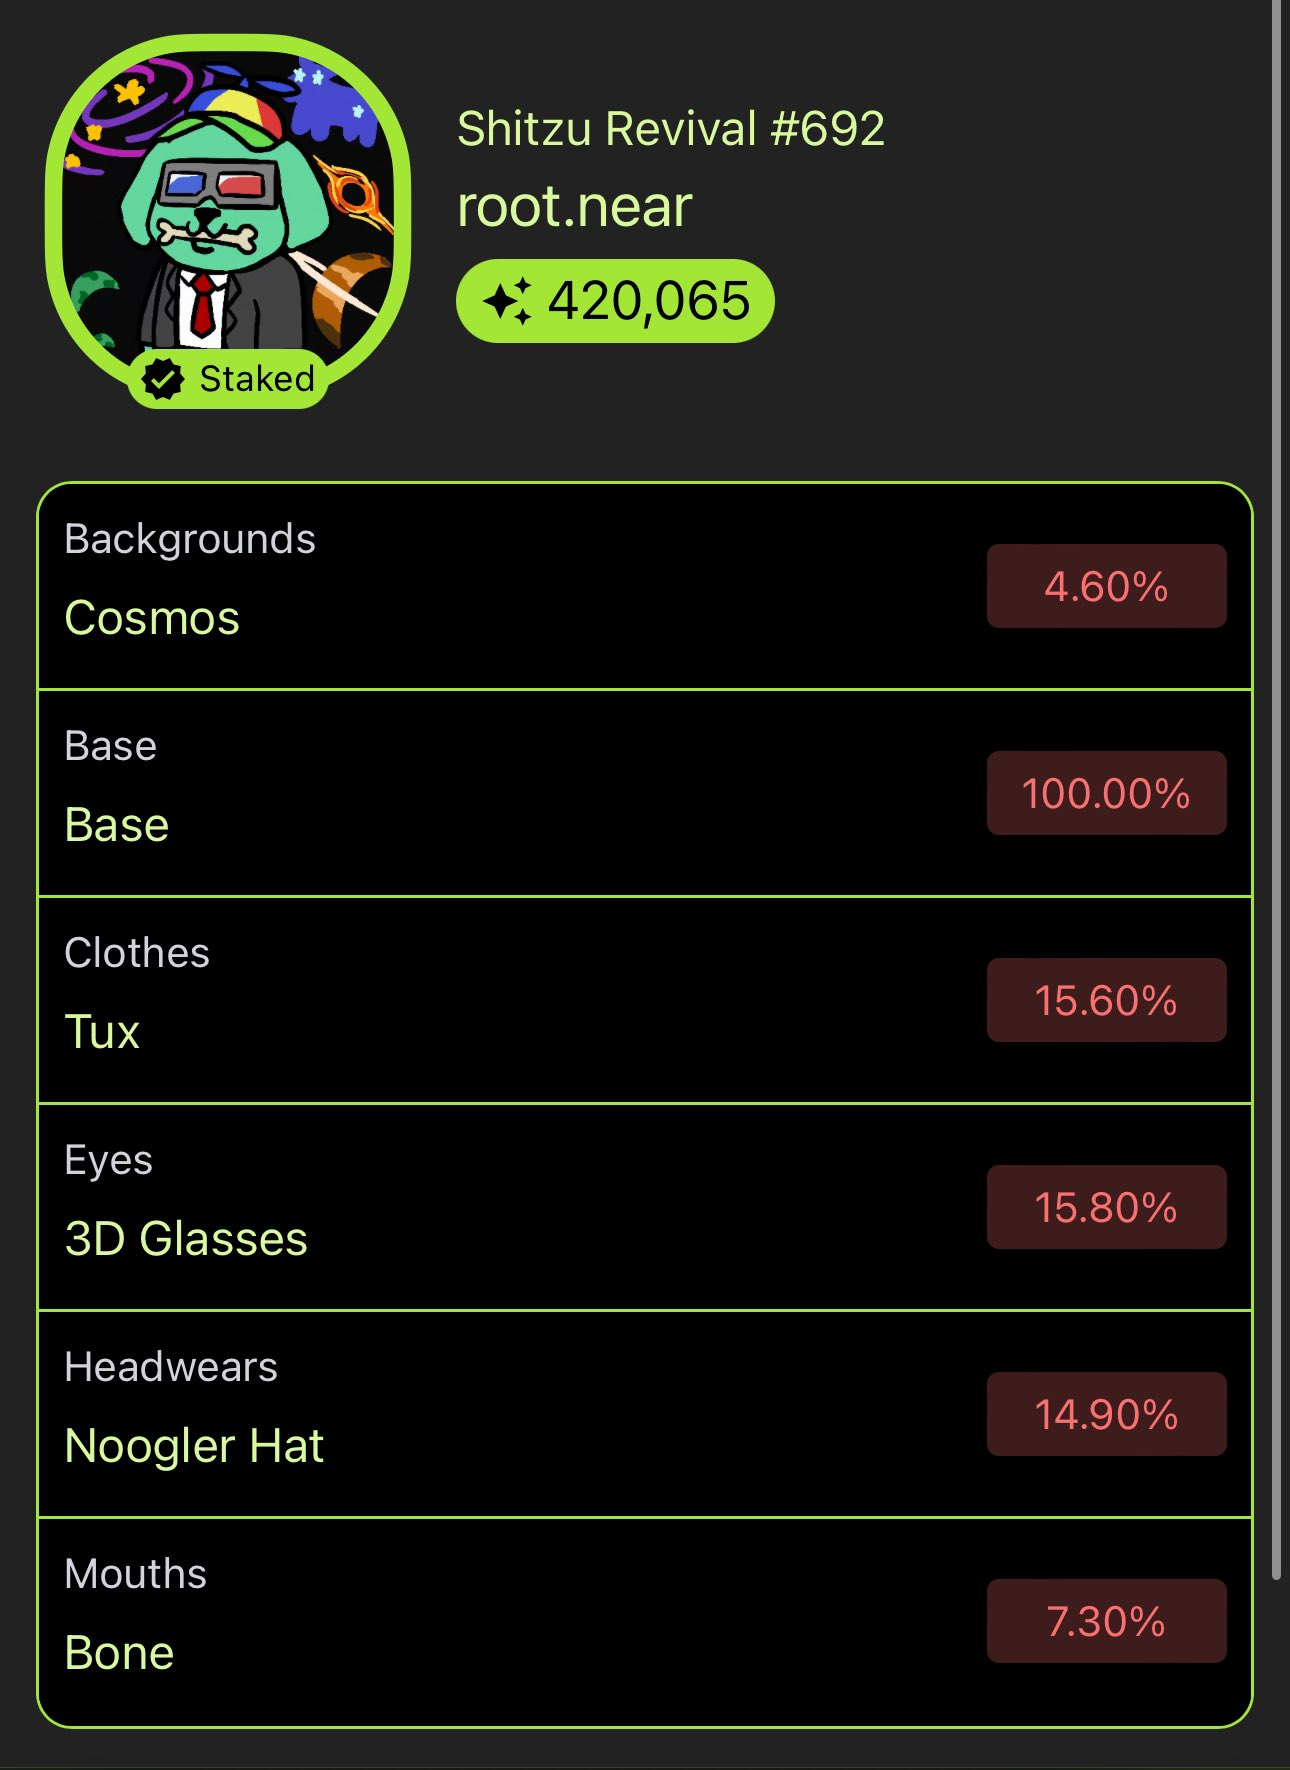 Shitzu Revival #692
root.near
420,065
Staked
Backgrounds
Cosmos
4.60%
Base
Base
100.00%
Clothes
Tux
15.60%
Eyes
3D Glasses
15.80%
Headwears
Noogler Hat
14.90%
Mouths
Bone
7.30%